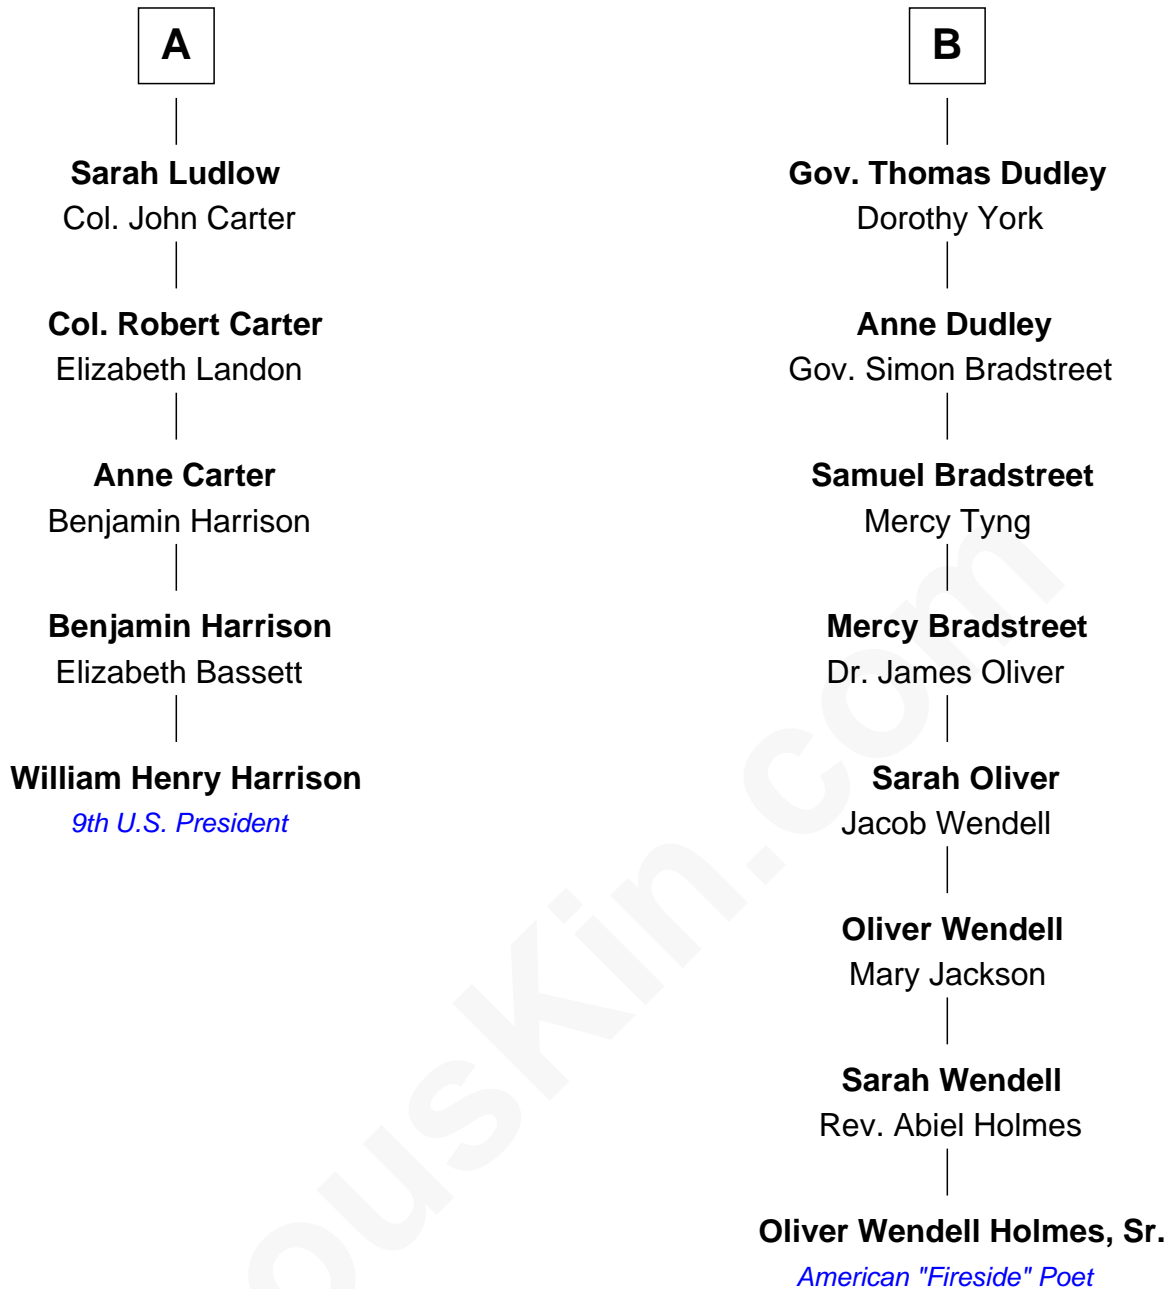 A
Sarah Ludlow
Col. John Carter
Col. Robert Carter
Elizabeth Landon
Anne Carter
Benjamin Harrison
Benjamin Harrison
Elizabeth Bassett
William Henry Harrison
9th U.S. President
B
Gov. Thomas Dudley
Dorothy York
Anne Dudley
Gov. Simon Bradstreet
Samuel Bradstreet
Mercy Tyng
Mercy Bradstreet
Dr. James Oliver
Sarah Oliver
Jacob Wendell
Oliver Wendell
Mary Jackson
Sarah Wendell
Rev. Abiel Holmes
Oliver Wendell Holmes, Sr.
American "Fireside" Poet
ousKin.com